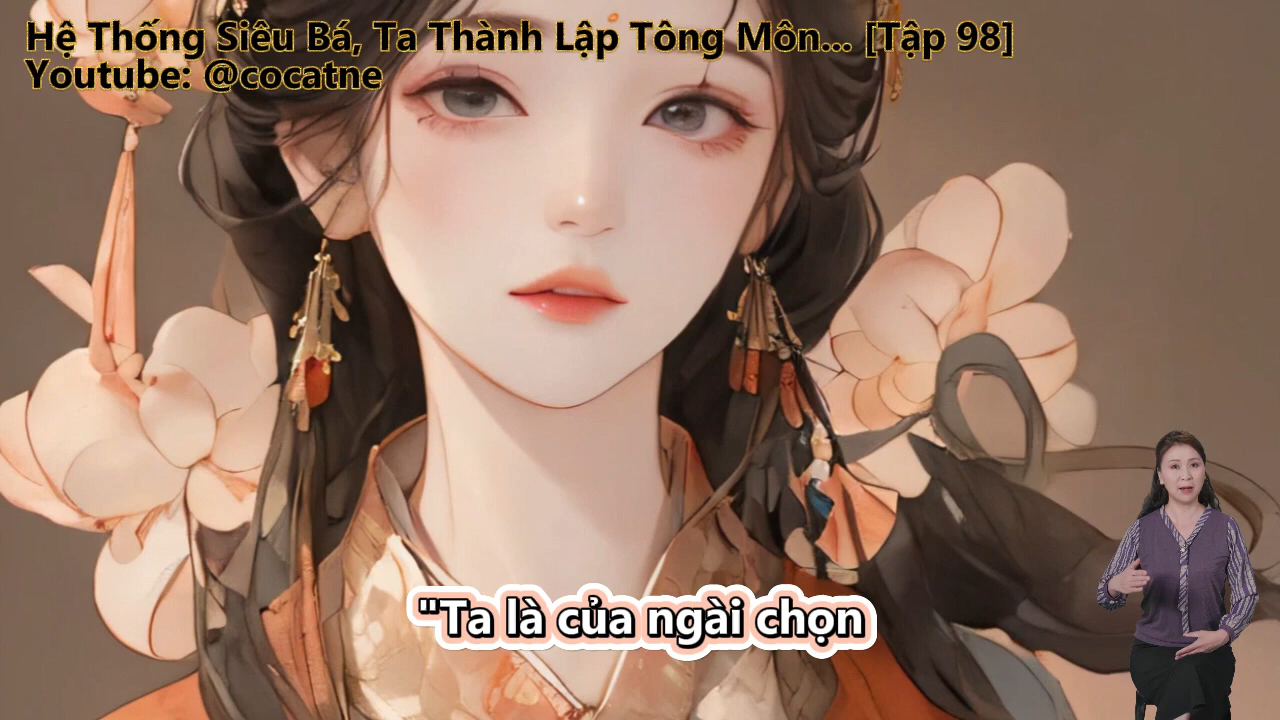 Hệ Thống Siêu Bá, Ta Thành Lập Tông Môn... [Tập 98]
Youtube: @cocatne
"Ta là của ngài chọn